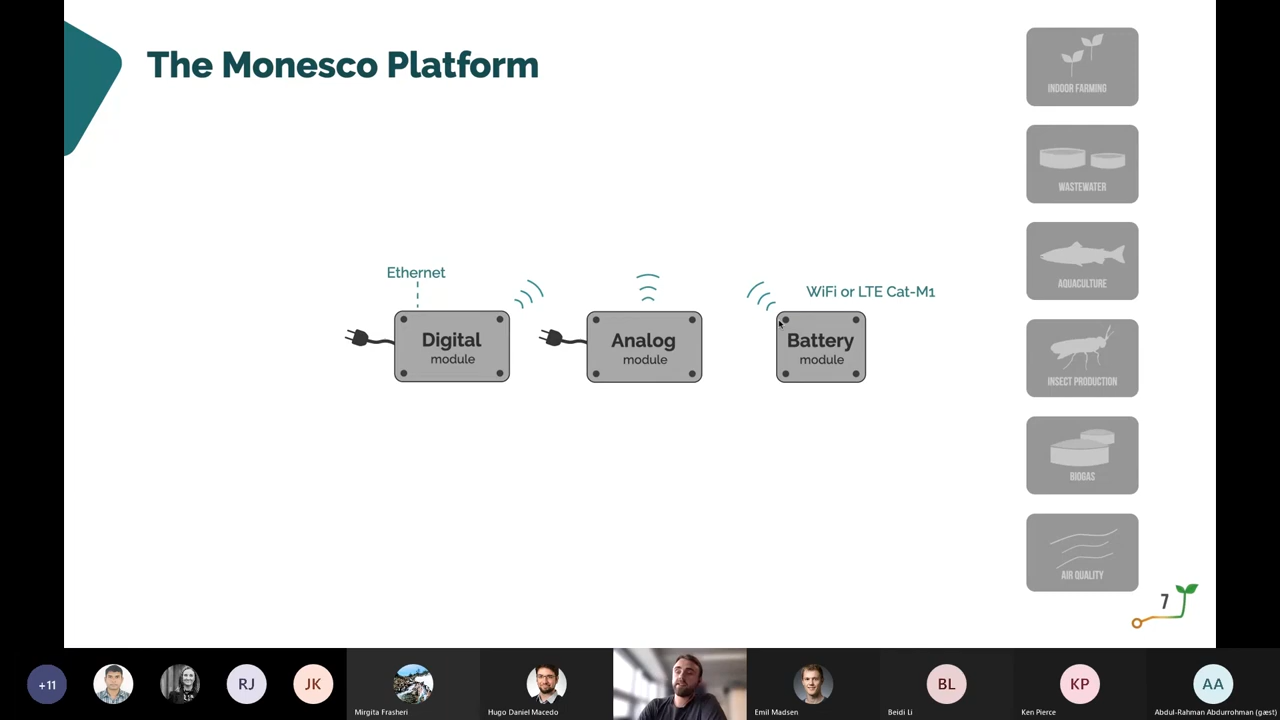 The Monesco Platform
INDOOR FARMING
WASTEWATER
AQUACULTURE
INSECT PRODUCTION
BIOGAS
AIR QUALITY
Ethernet
WiFi or LTE Cat-M1
Digital
module
Analog
module
Battery
module
7
+11
RJ
JK
BL
KP
AA
Mirgita Frasheri
Hugo Daniel Macedo
Emil Madsen
Beidi Li
Ken Pierce
Abdul-Rahman Abdurrohman (gæst)